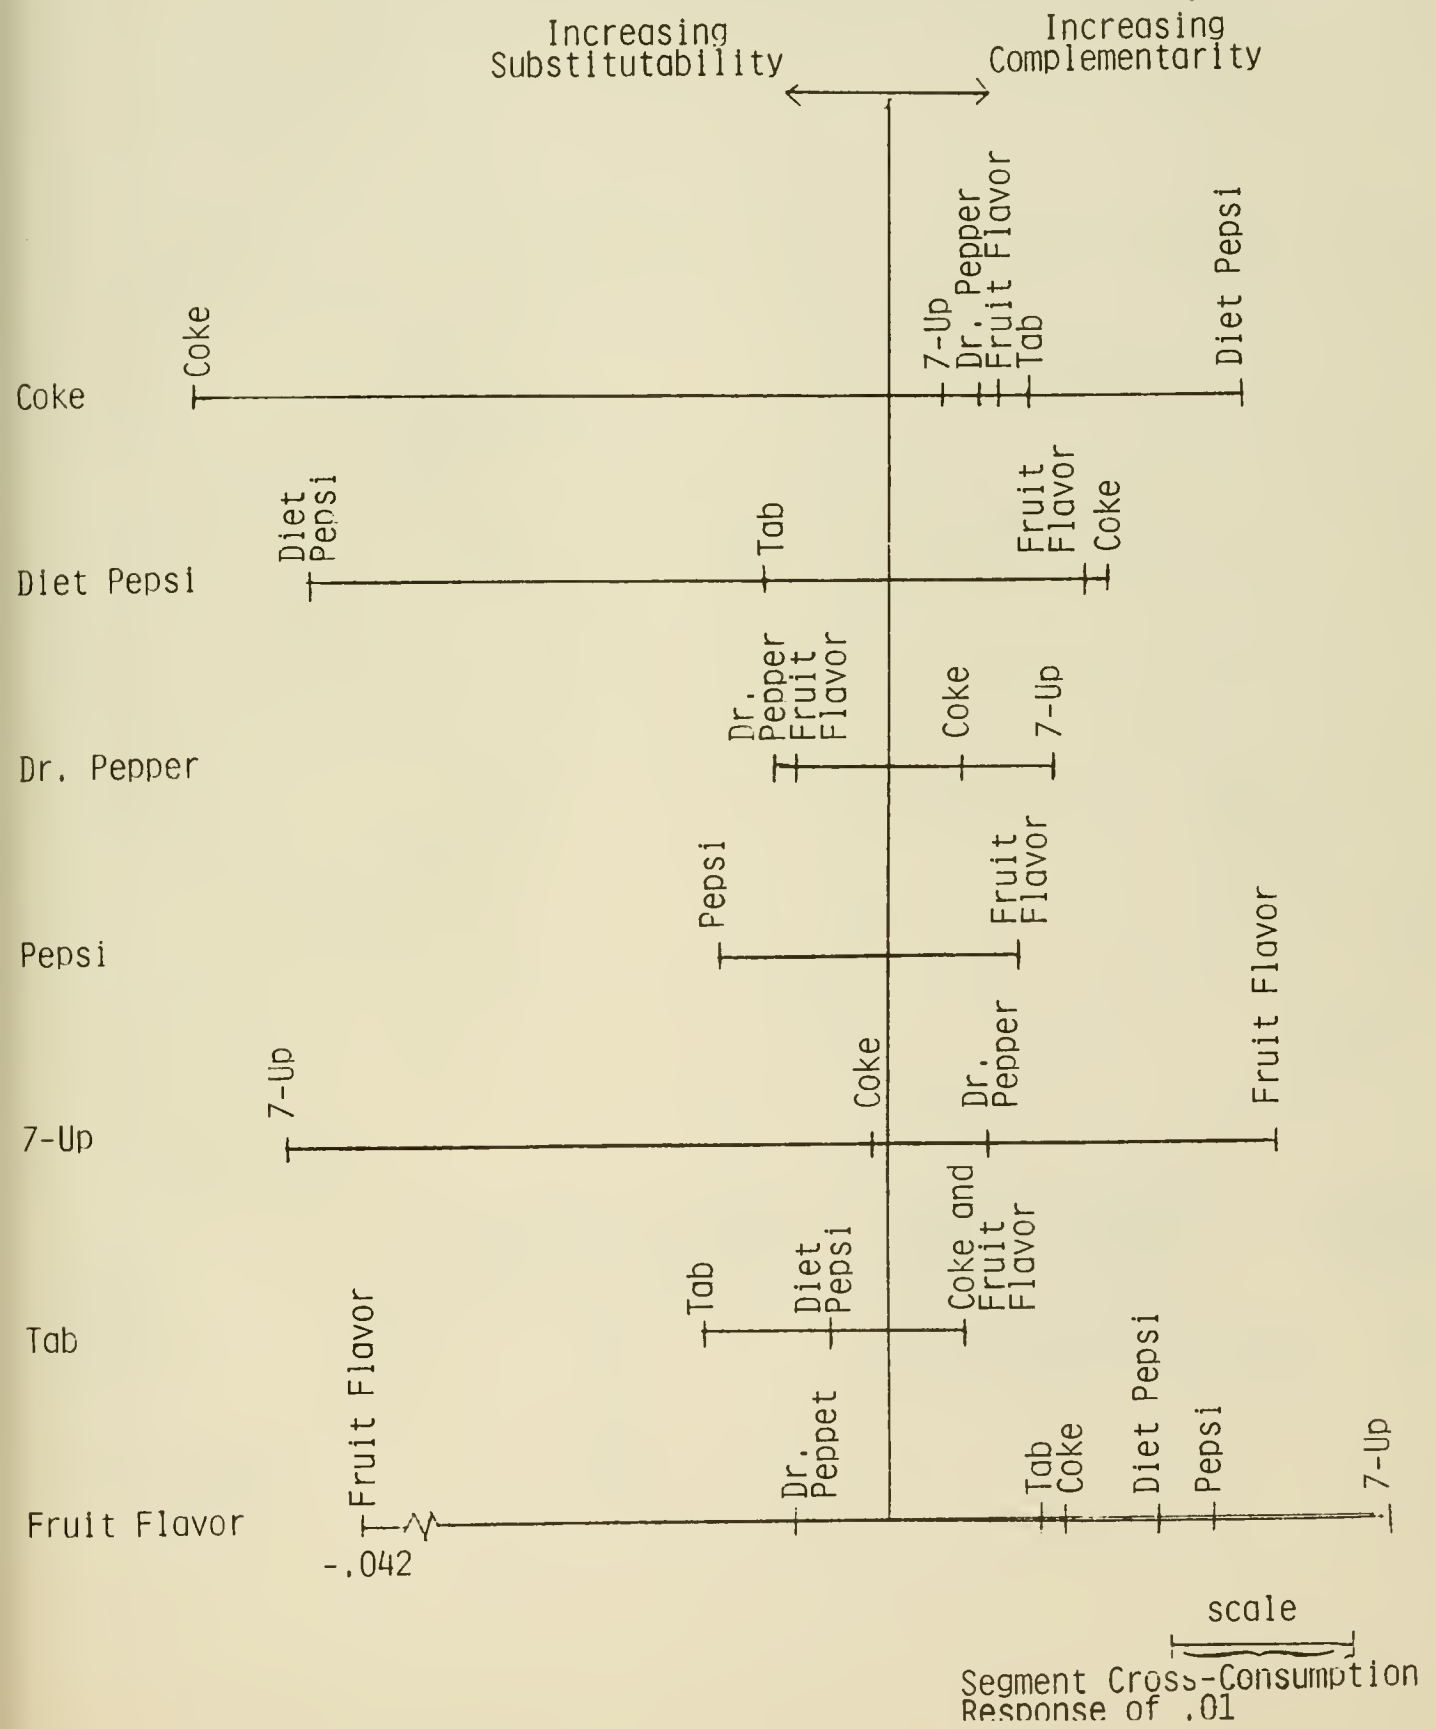 Increasing
Substitutability
Increasing
Complementarity
Coke
Coke
7-Up
Dr. Pepper
Fruit Flavor
Tab
Diet Pepsi
Diet Pepsi
Diet
Pepsi
Tab
Fruit
Flavor
Coke
Dr. Pepper
Dr.
Pepper
Fruit
Flavor
Coke
7-Up
Pepsi
Pepsi
Fruit
Flavor
7-Up
7-Up
Coke
Dr.
Pepper
Fruit Flavor
Tab
Tab
Diet
Pepsi
Coke and
Fruit
Flavor
Fruit Flavor
Fruit Flavor
-.042
Dr.
Peppet
Tab
Coke
Diet Pepsi
Pepsi
7-Up
scale
Segment Cross-Consumption
Response of .01